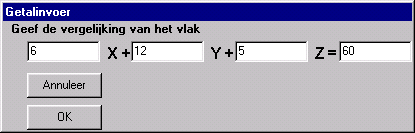 Getalinvoer
Geef de vergelijking van het vlak
6 X + 12 Y + 5 Z = 60
Annuleer
OK